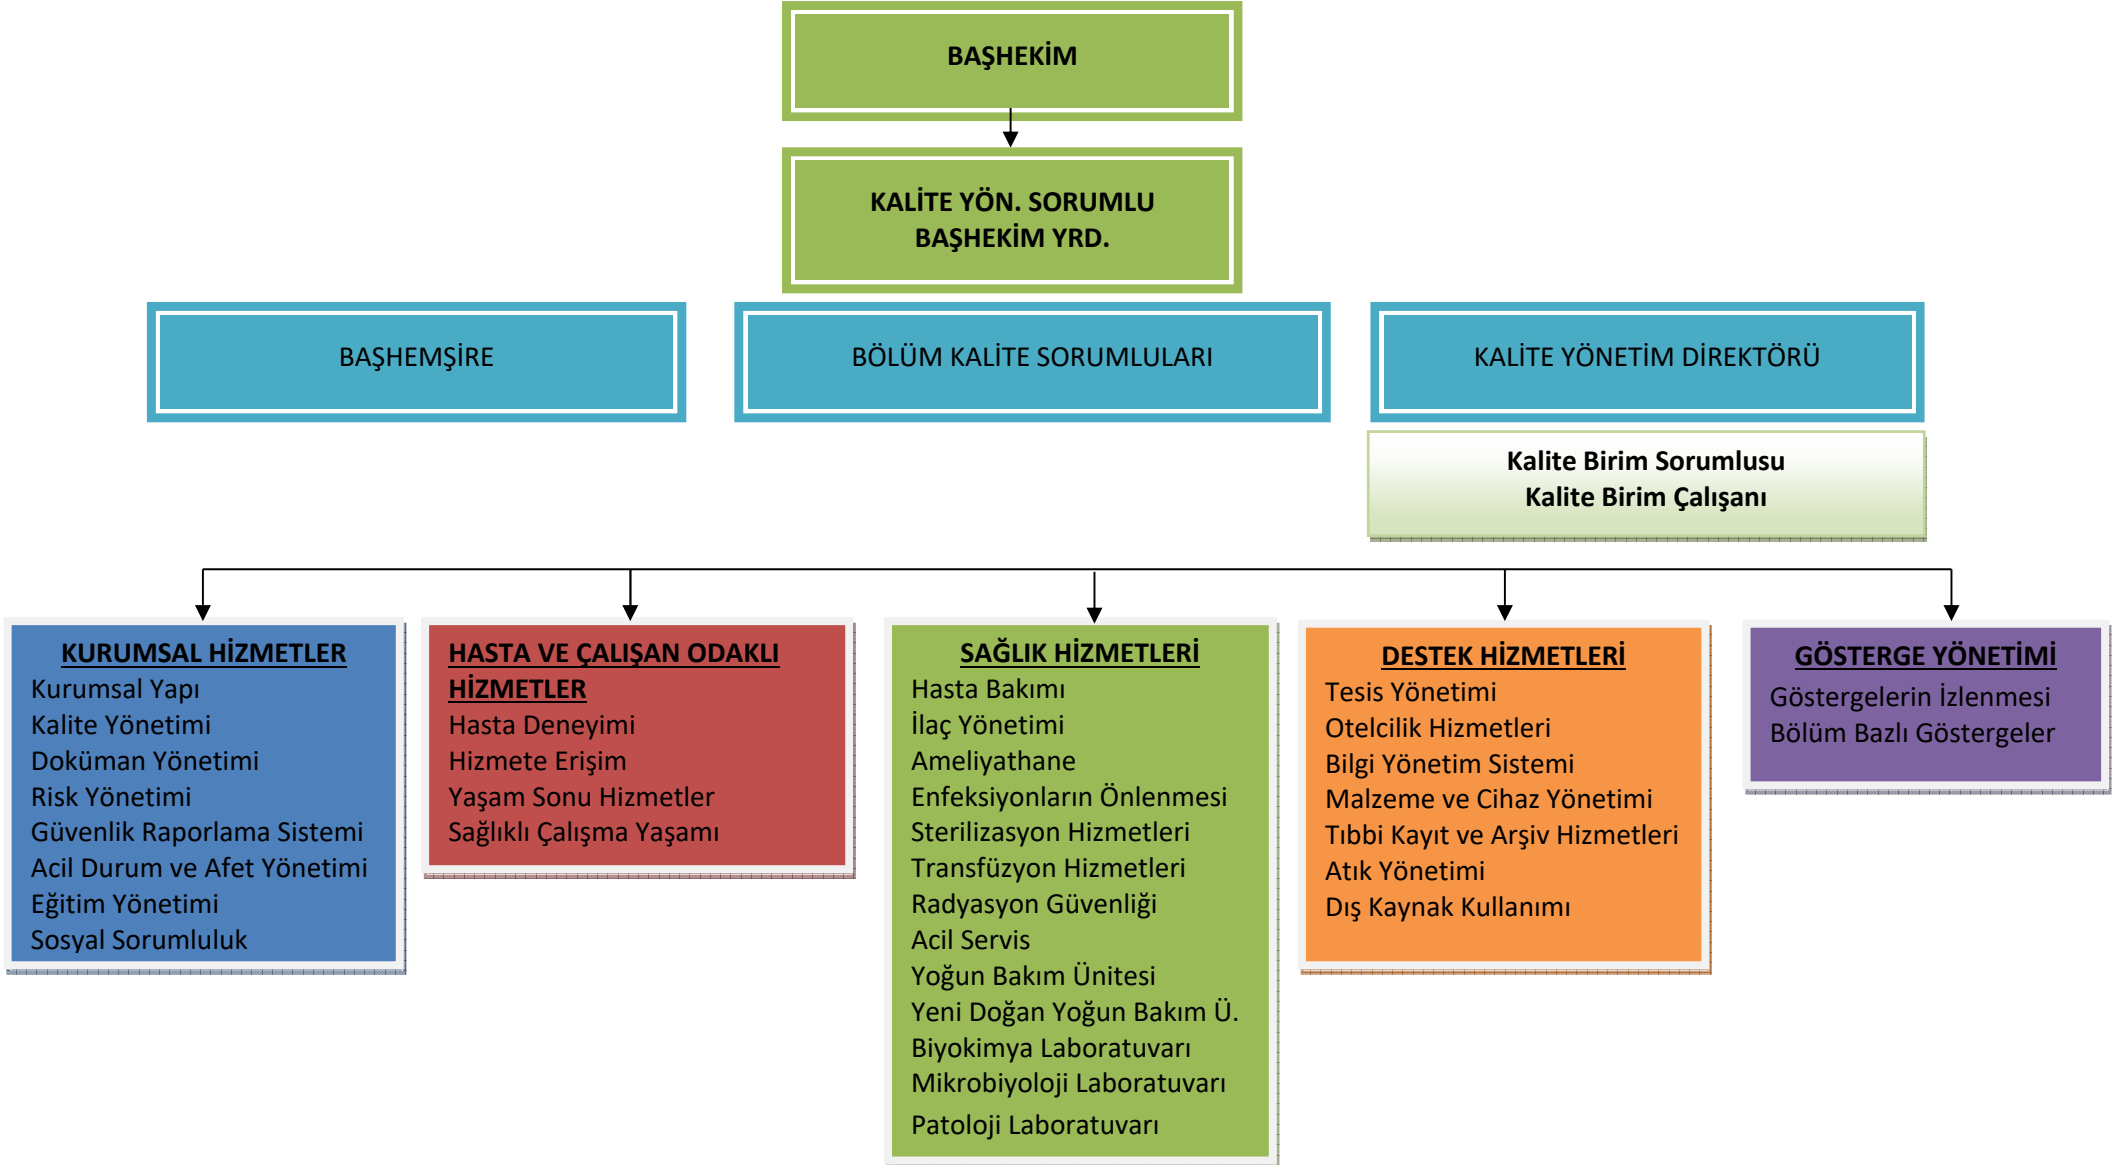 BAŞHEKİM
KALİTE YÖN. SORUMLU
BAŞHEKİM YRD.
BAŞHEMŞİRE
BÖLÜM KALİTE SORUMLULARI
KALİTE YÖNETİM DİREKTÖRÜ
Kalite Birim Sorumlusu
Kalite Birim Çalışanı
KURUMSAL HİZMETLER
Kurumsal Yapı
Kalite Yönetimi
Doküman Yönetimi
Risk Yönetimi
Güvenlik Raporlama Sistemi
Acil Durum ve Afet Yönetimi
Eğitim Yönetimi
Sosyal Sorumluluk
HASTA VE ÇALIŞAN ODAKLI
HİZMETLER
Hasta Deneyimi
Hizmete Erişim
Yaşam Sonu Hizmetler
Sağlıklı Çalışma Yaşamı
SAĞLIK HİZMETLERİ
Hasta Bakımı
İlaç Yönetimi
Ameliyathane
Enfeksiyonların Önlenmesi
Sterilizasyon Hizmetleri
Transfüzyon Hizmetleri
Radyasyon Güvenliği
Acil Servis
Yoğun Bakım Ünitesi
Yeni Doğan Yoğun Bakım Ü.
Biyokimya Laboratuvarı
Mikrobiyoloji Laboratuvarı
Patoloji Laboratuvarı
DESTEK HİZMETLERİ
Tesis Yönetimi
Otelcilik Hizmetleri
Bilgi Yönetim Sistemi
Malzeme ve Cihaz Yönetimi
Tıbbi Kayıt ve Arşiv Hizmetleri
Atık Yönetimi
Dış Kaynak Kullanımı
GÖSTERGE YÖNETİMİ
Göstergelerin İzlenmesi
Bölüm Bazlı Göstergeler